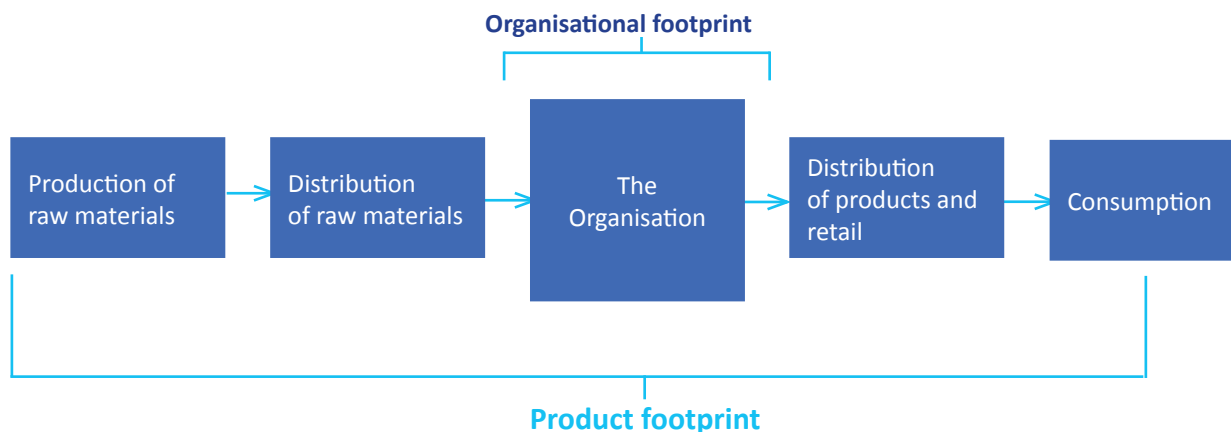 Organisational footprint
Production of
raw materials
Distribution
of raw materials
The
Organisation
Distribution
of products and
retail
Consumption
Product footprint